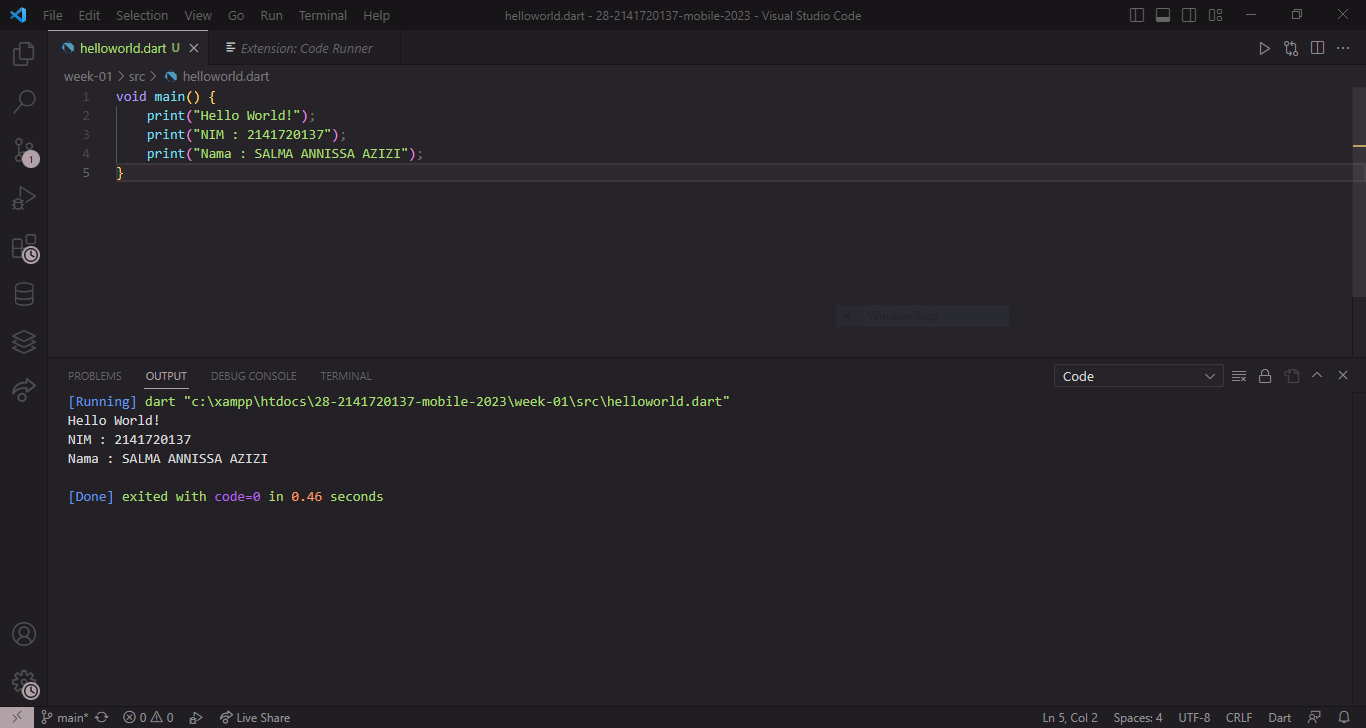 File Edit Selection View Go Run Terminal Help helloworld.dart - 28-2141720137-mobile-2023 - Visual Studio Code
helloworld.dart U Extension: Code Runner
week-01 > src > helloworld.dart
1 void main() {
2 print("Hello World!");
3 print("NIM : 2141720137");
4 print("Nama : SALMA ANNISSA AZIZI");
5 }
1
Window Snip
PROBLEMS OUTPUT DEBUG CONSOLE TERMINAL Code
[Running] dart "c:\xampp\htdocs\28-2141720137-mobile-2023\week-01\src\helloworld.dart"
Hello World!
NIM : 2141720137
Nama : SALMA ANNISSA AZIZI
[Done] exited with code=0 in 0.46 seconds
main* 0 0 Live Share Ln 5, Col 2 Spaces: 4 UTF-8 CRLF Dart